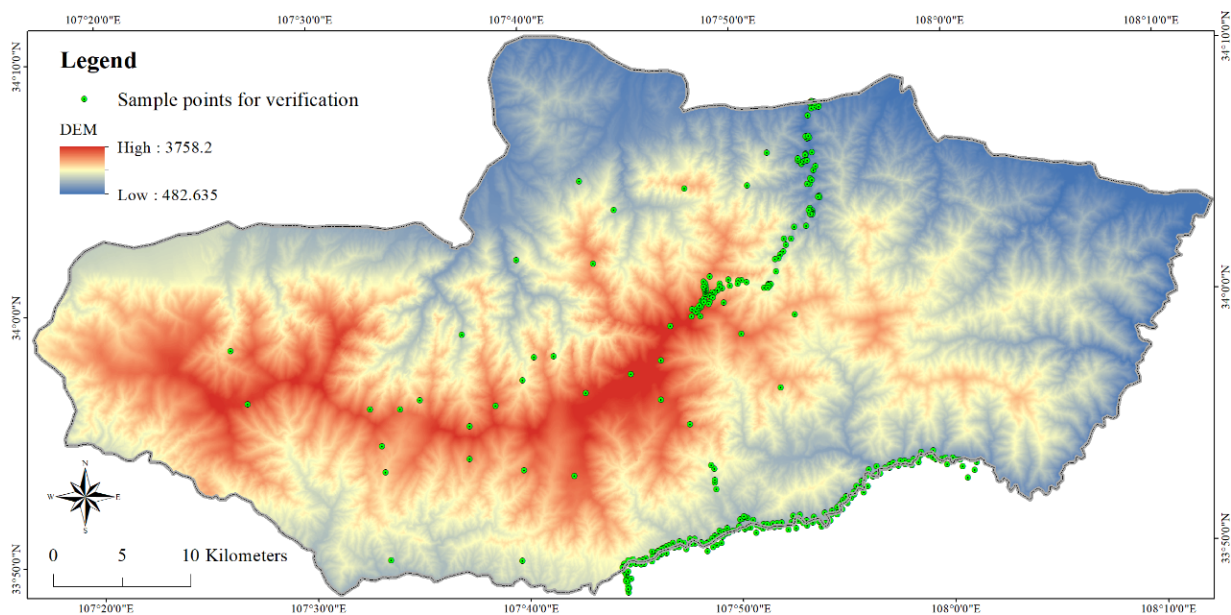 107°20'0"E 107°30'0"E 107°40'0"E 107°50'0"E 108°0'0"E 108°10'0"E
34°10'0"N
34°10'0"N
Legend
Sample points for verification
DEM
High : 3758.2
Low : 482.635
34°0'0"N
34°0'0"N
N
W E
S
0 5 10 Kilometers
33°50'0"N
33°50'0"N
107°20'0"E 107°30'0"E 107°40'0"E 107°50'0"E 108°0'0"E 108°10'0"E